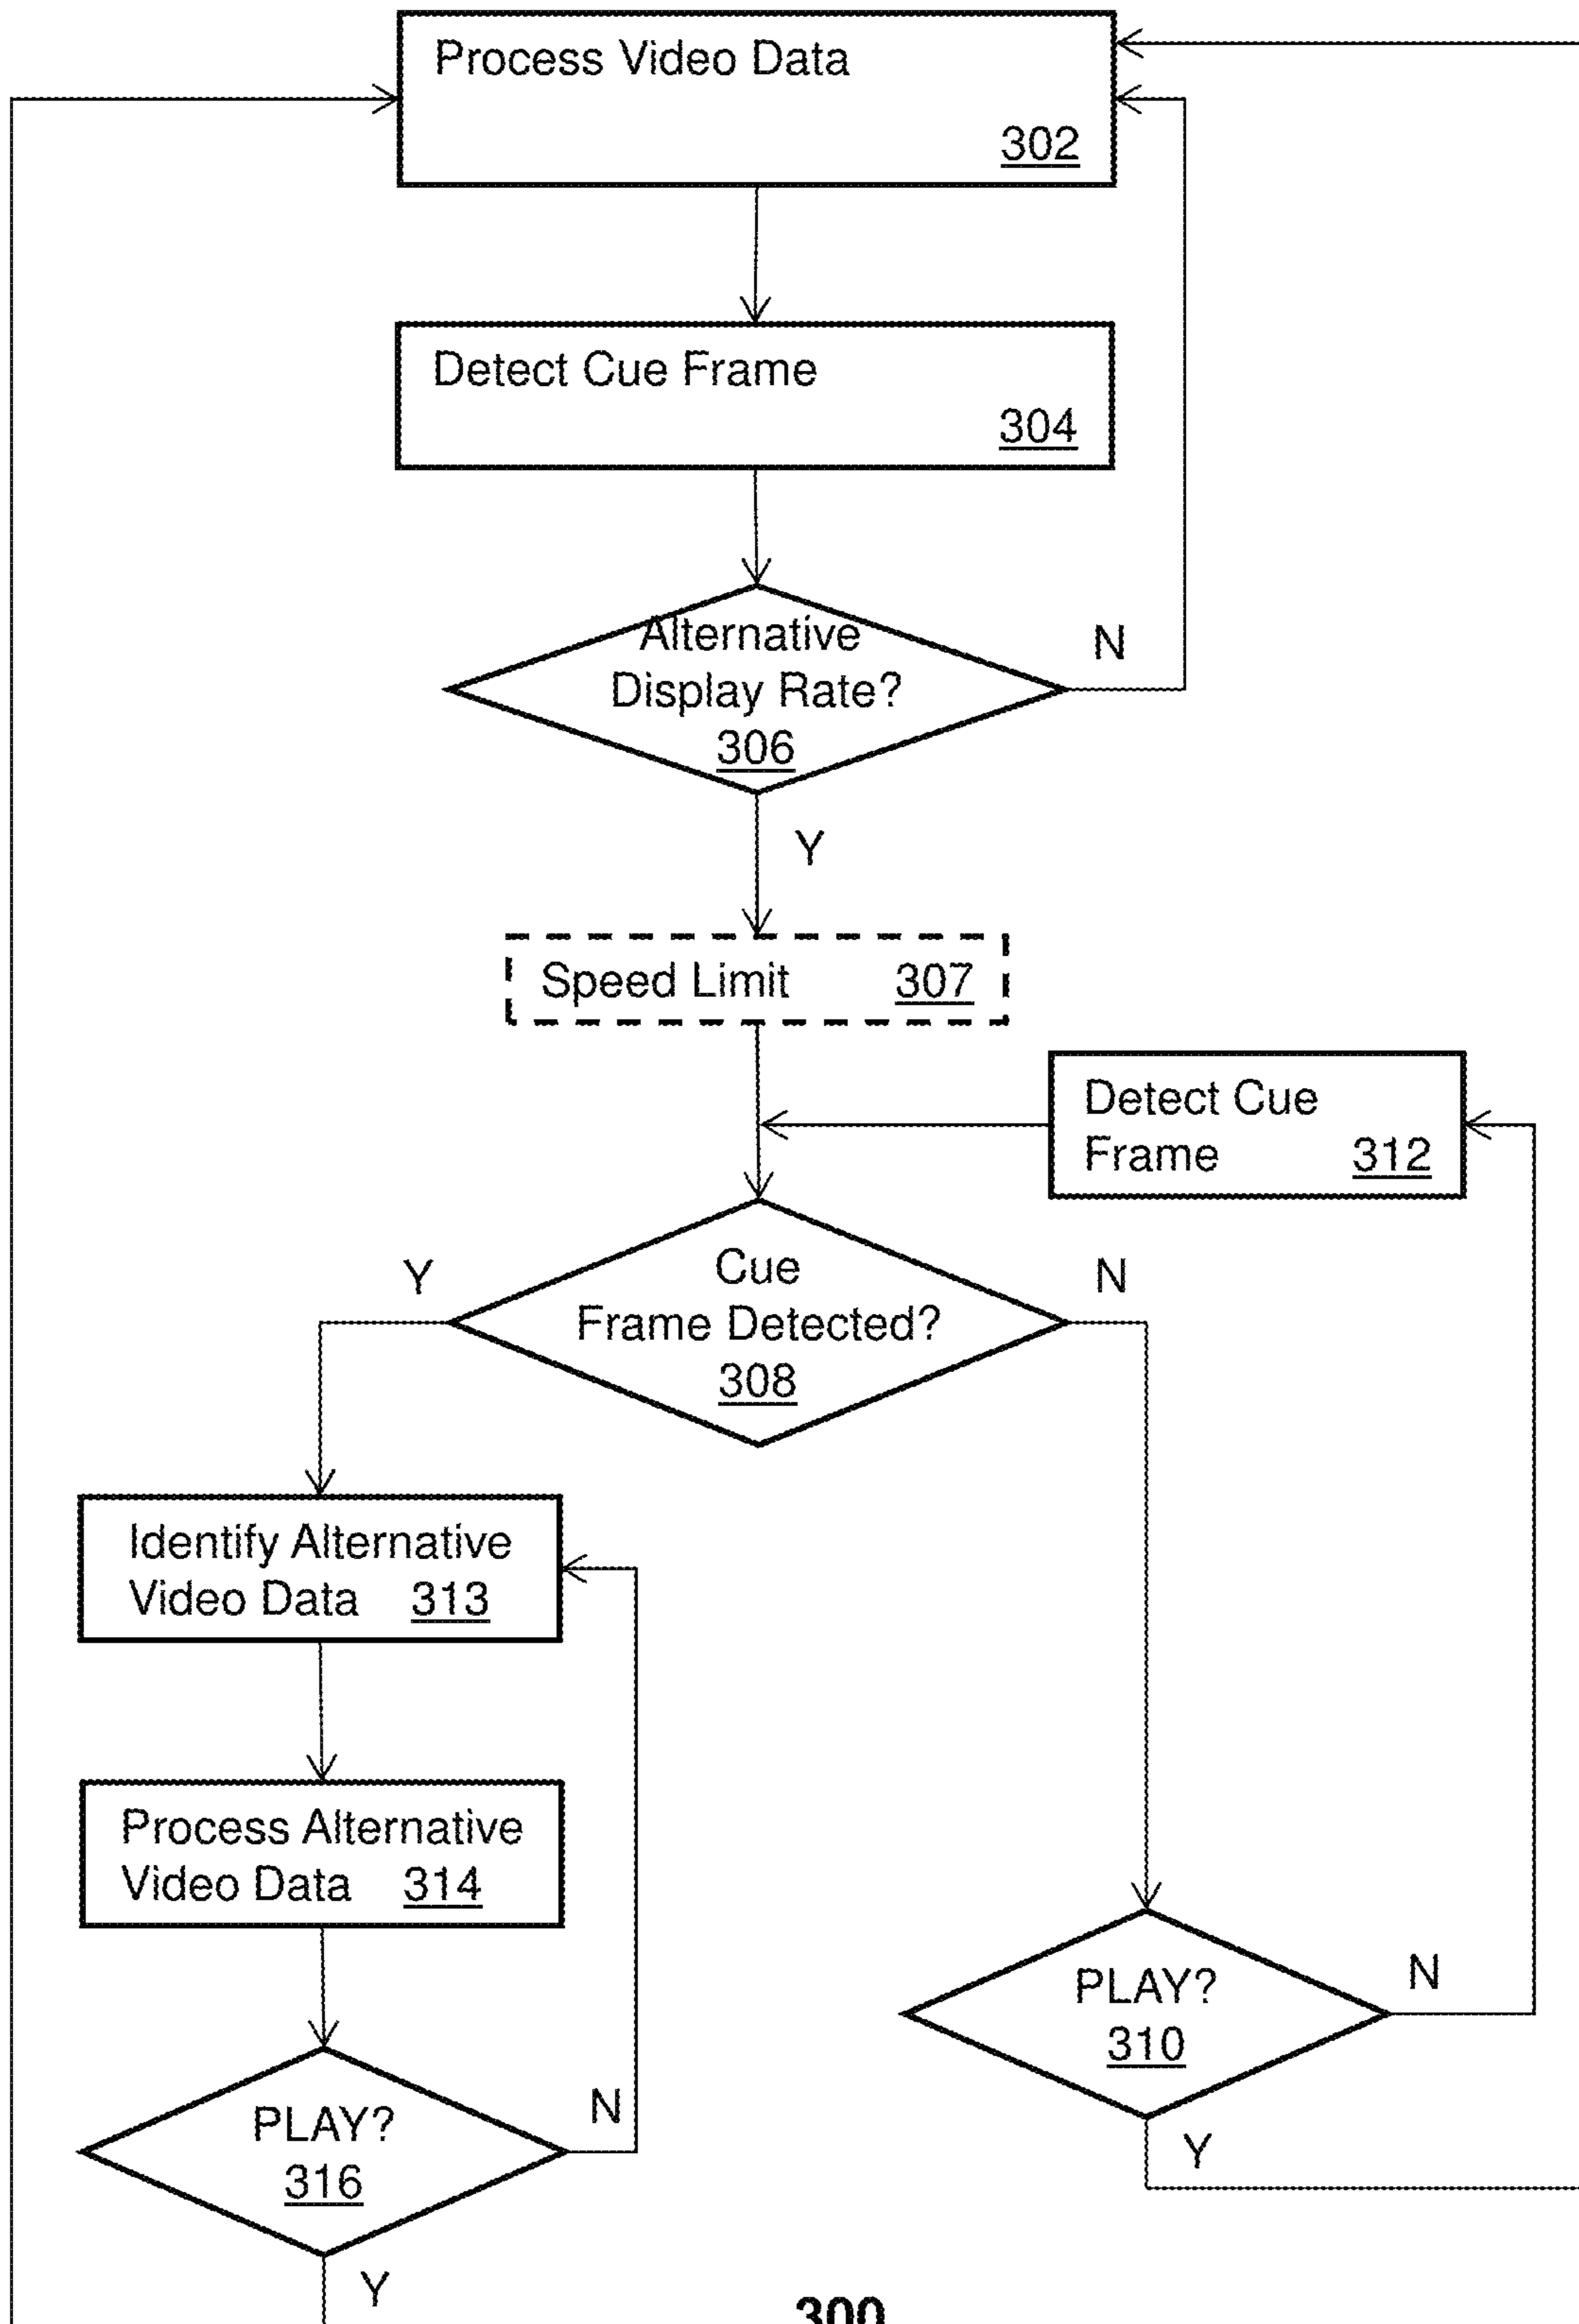 Process Video Data
302
Detect Cue Frame
304
Alternative
Display Rate?
306
N
Y
Speed Limit 307
Detect Cue
Frame 312
Cue
Frame Detected?
308
Y
N
Identify Alternative
Video Data 313
Process Alternative
Video Data 314
PLAY?
310
N
Y
PLAY?
316
N
Y
300